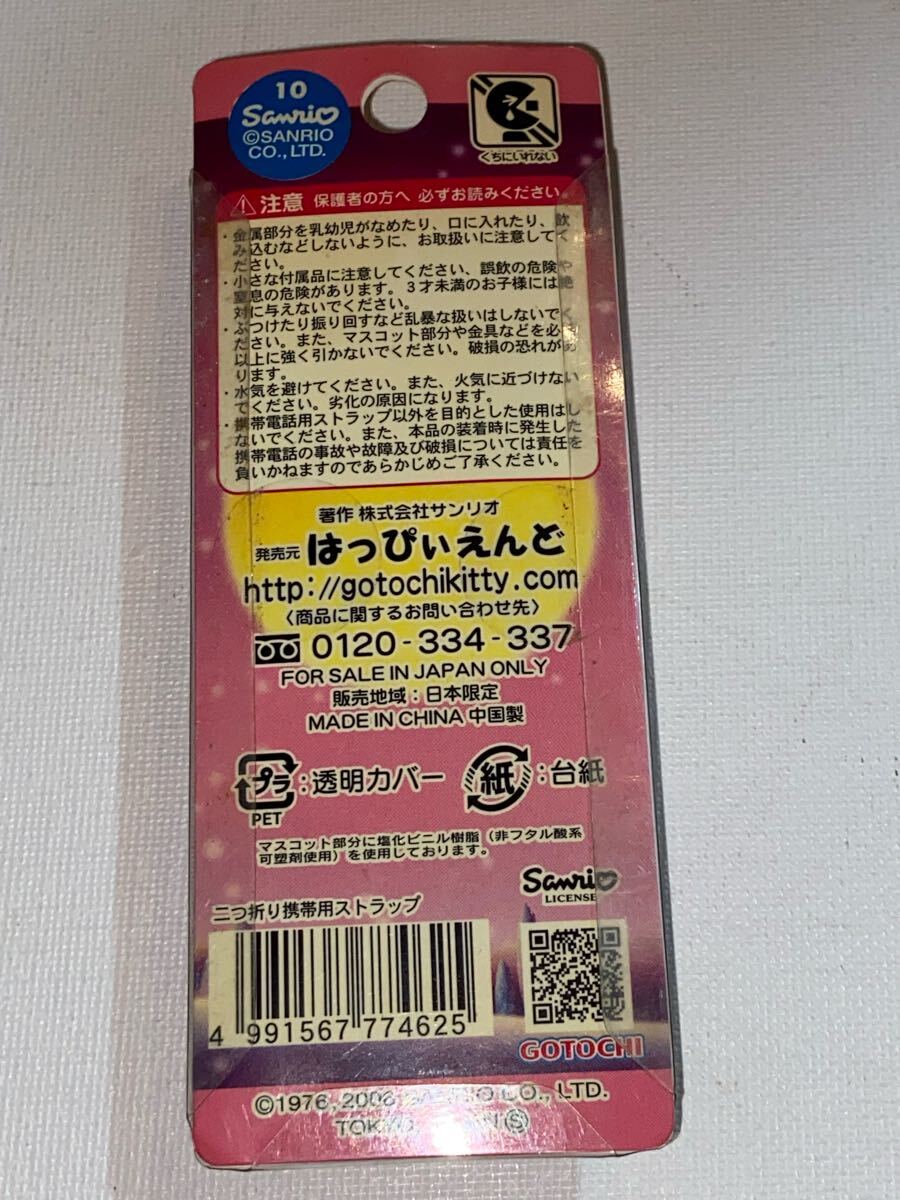 10
Sanrio
©SANRIO
CO.,LTD.
くちにいれない
注意 保護者の方へ 必ずお読みください
・金属部分を乳幼児がなめたり、口に入れたり、飲
み込むなどしないように、お取扱いに注意してく
ださい。
・小さな付属品に注意してください、誤飲の危険や
窒息の危険があります。3才未満のお子様には絶
対に与えないでください。
・ぶつけたり振り回すなど乱暴な扱いはしないでく
ださい。また、マスコット部分や金具などを必要
以上に強く引かないでください。破損の恐れがあ
ります。
・水気を避けてください。また、火気に近づけない
でください。劣化の原因になります。
・携帯電話用ストラップ以外を目的とした使用はし
ないでください。また、本品の装着時に発生した
携帯電話の事故や故障及び破損については責任を
負いかねますのであらかじめご了承ください。
著作 株式会社サンリオ
発売元 はっぴぃえんど
http://gotochikitty.com
〈商品に関するお問い合わせ先〉
0120-334-337
FOR SALE IN JAPAN ONLY
販売地域:日本限定
MADE IN CHINA 中国製
プラ:透明カバー 紙:台紙
PET
マスコット部分に塩化ビニル樹脂(非フタル酸系
可塑剤使用)を使用しております。
Sanrio
LICENSE
二つ折り携帯用ストラップ
4 991567 774625
GOTOCHI
©1976, 2006 SANRIO CO., LTD.
TOKYO, JAPAN Ⓢ